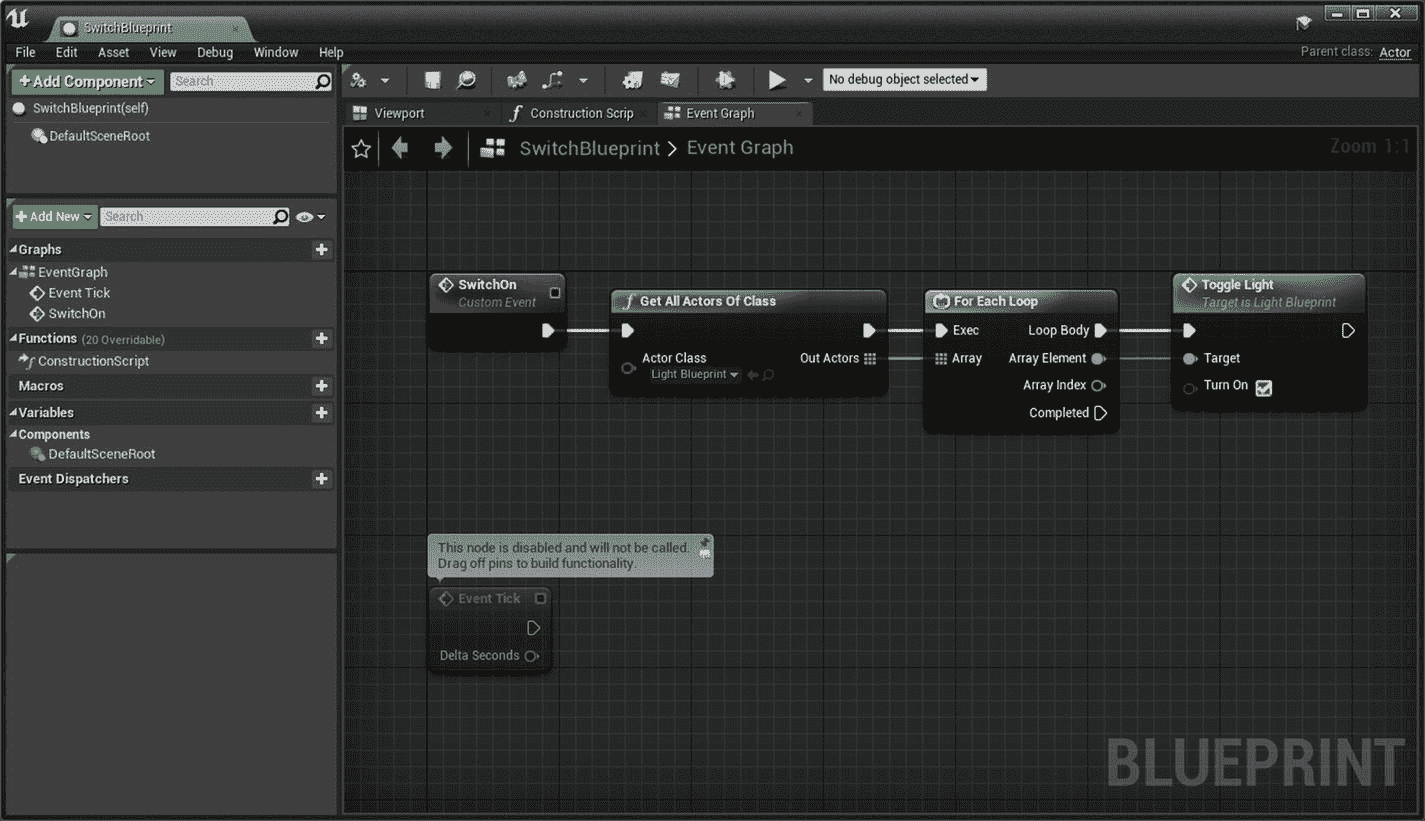 SwitchBlueprint
File Edit Asset View Debug Window Help
Parent class: Actor
+Add Component
Search
SwitchBlueprint(self)
DefaultSceneRoot
No debug object selected
Viewport
Construction Scrip
Event Graph
SwitchBlueprint > Event Graph
Zoom 1:1
+Add New
Search
Graphs
EventGraph
Event Tick
SwitchOn
Functions (20 Overridable)
ConstructionScript
Macros
Variables
Components
DefaultSceneRoot
Event Dispatchers
SwitchOn
Custom Event
Get All Actors Of Class
Actor Class
Light Blueprint
Out Actors
For Each Loop
Exec
Loop Body
Array
Array Element
Array Index
Completed
Toggle Light
Target is Light Blueprint
Target
Turn On
This node is disabled and will not be called.
Drag off pins to build functionality.
Event Tick
Delta Seconds
BLUEPRINT